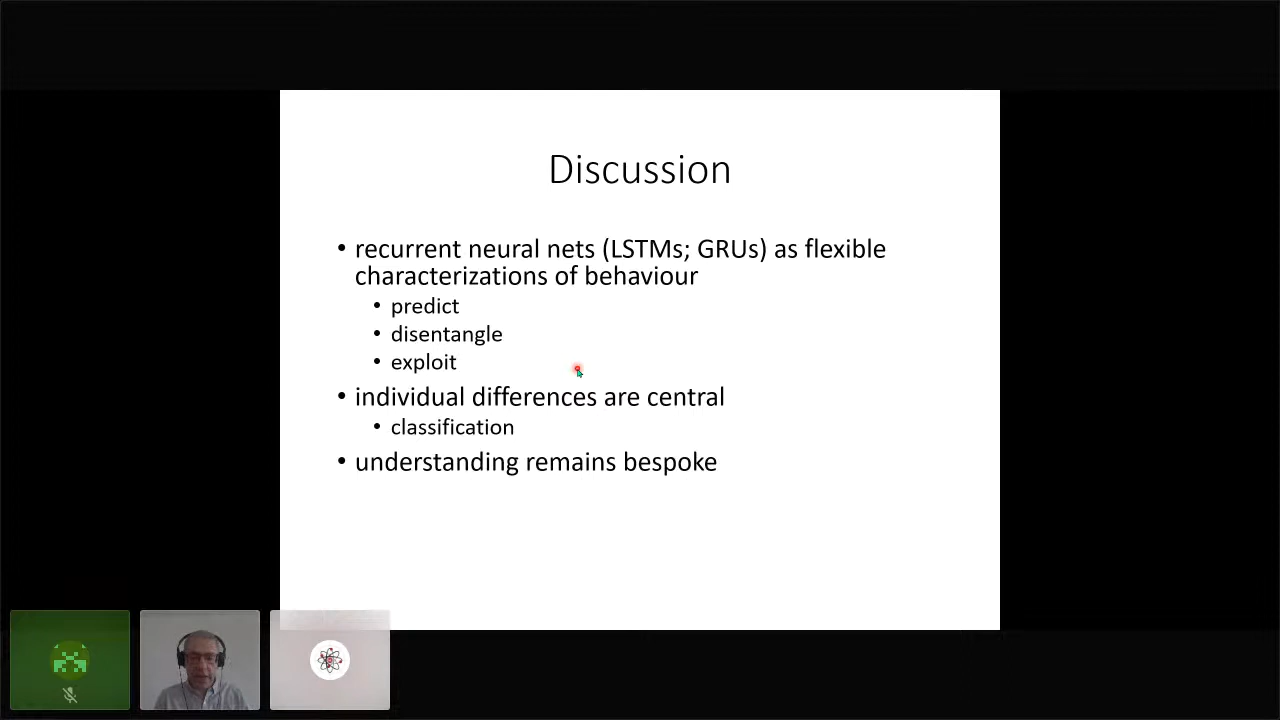 Discussion
• recurrent neural nets (LSTMs; GRUs) as flexible
characterizations of behaviour
• predict
• disentangle
• exploit
• individual differences are central
• classification
• understanding remains bespoke